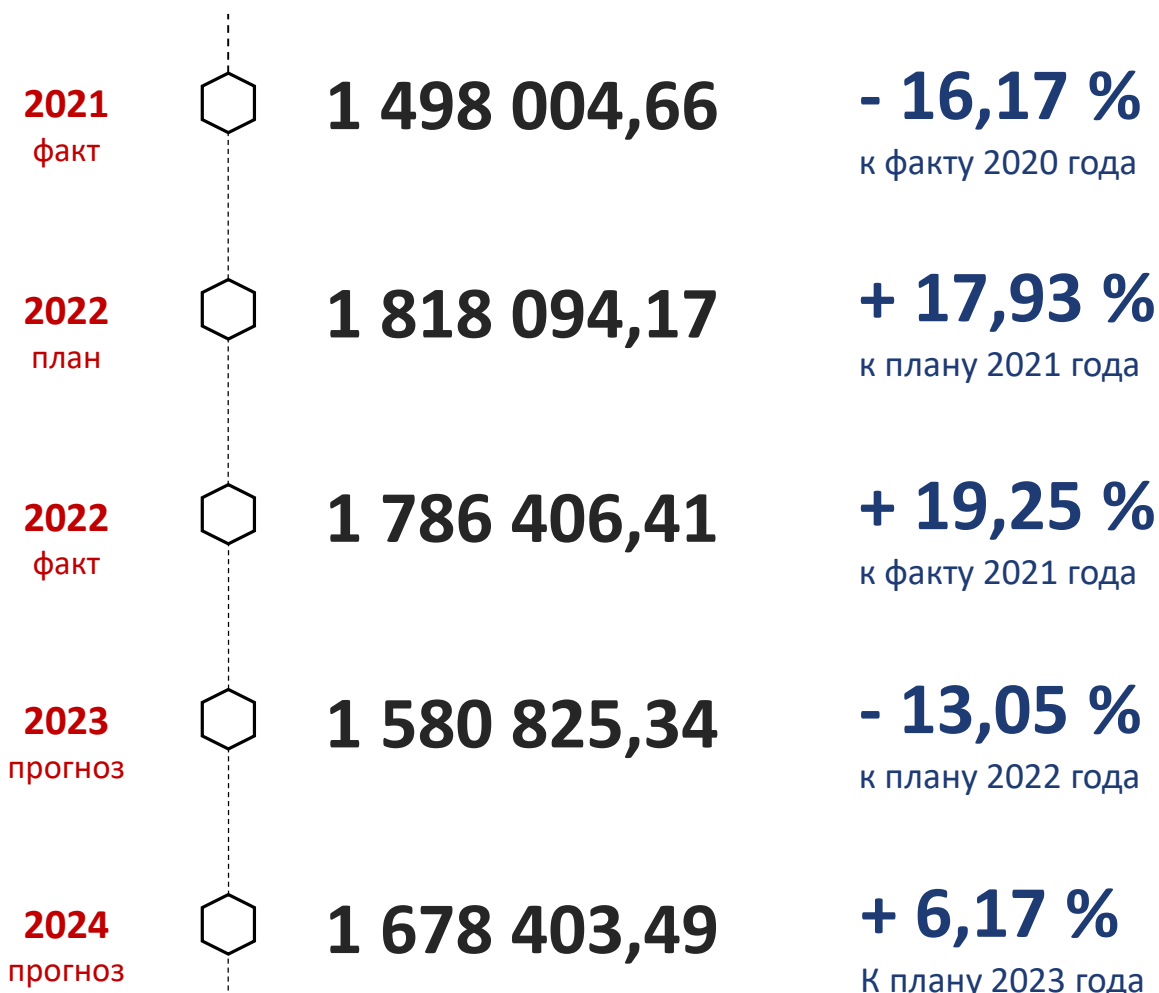 2021
факт
1 498 004,66
- 16,17 %
к факту 2020 года
2022
план
1 818 094,17
+ 17,93 %
к плану 2021 года
2022
факт
1 786 406,41
+ 19,25 %
к факту 2021 года
2023
прогноз
1 580 825,34
- 13,05 %
к плану 2022 года
2024
прогноз
1 678 403,49
+ 6,17 %
К плану 2023 года